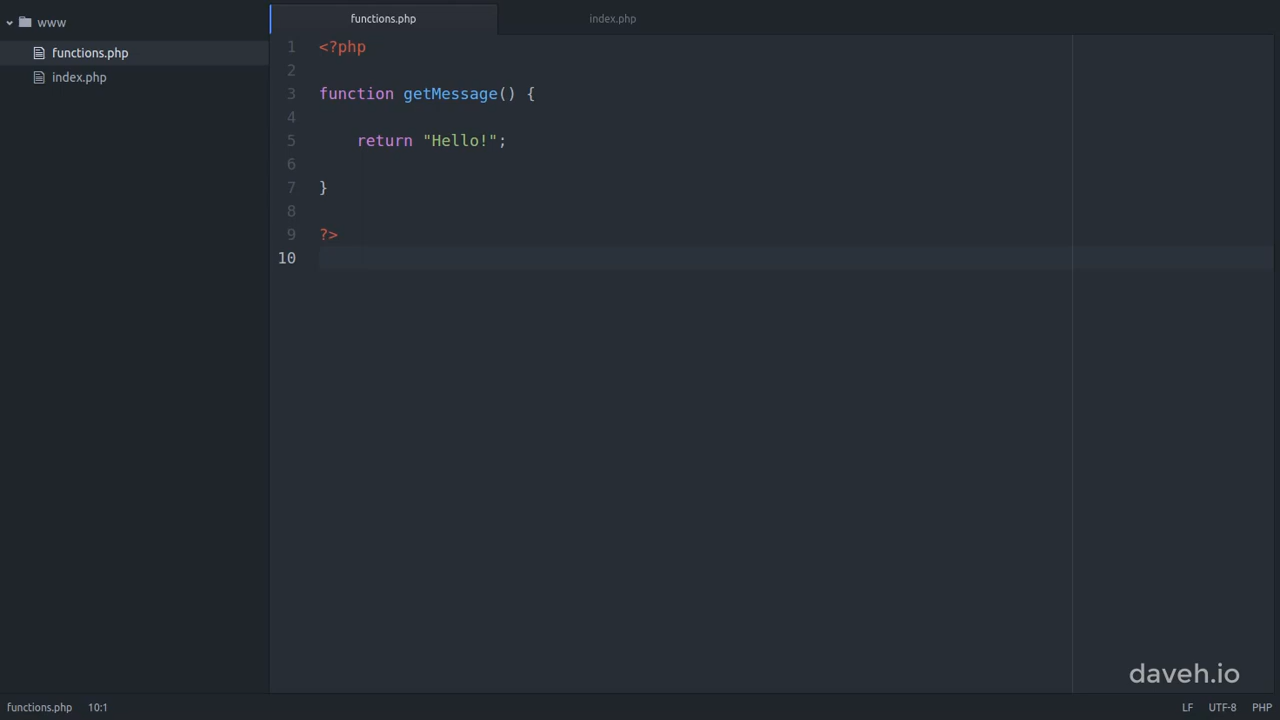 www
functions.php
index.php
functions.php
index.php
1 <?php
2
3 function getMessage() {
4
5     return "Hello!";
6
7 }
8
9 ?>
10
daveh.io
functions.php 10:1
LF UTF-8 PHP